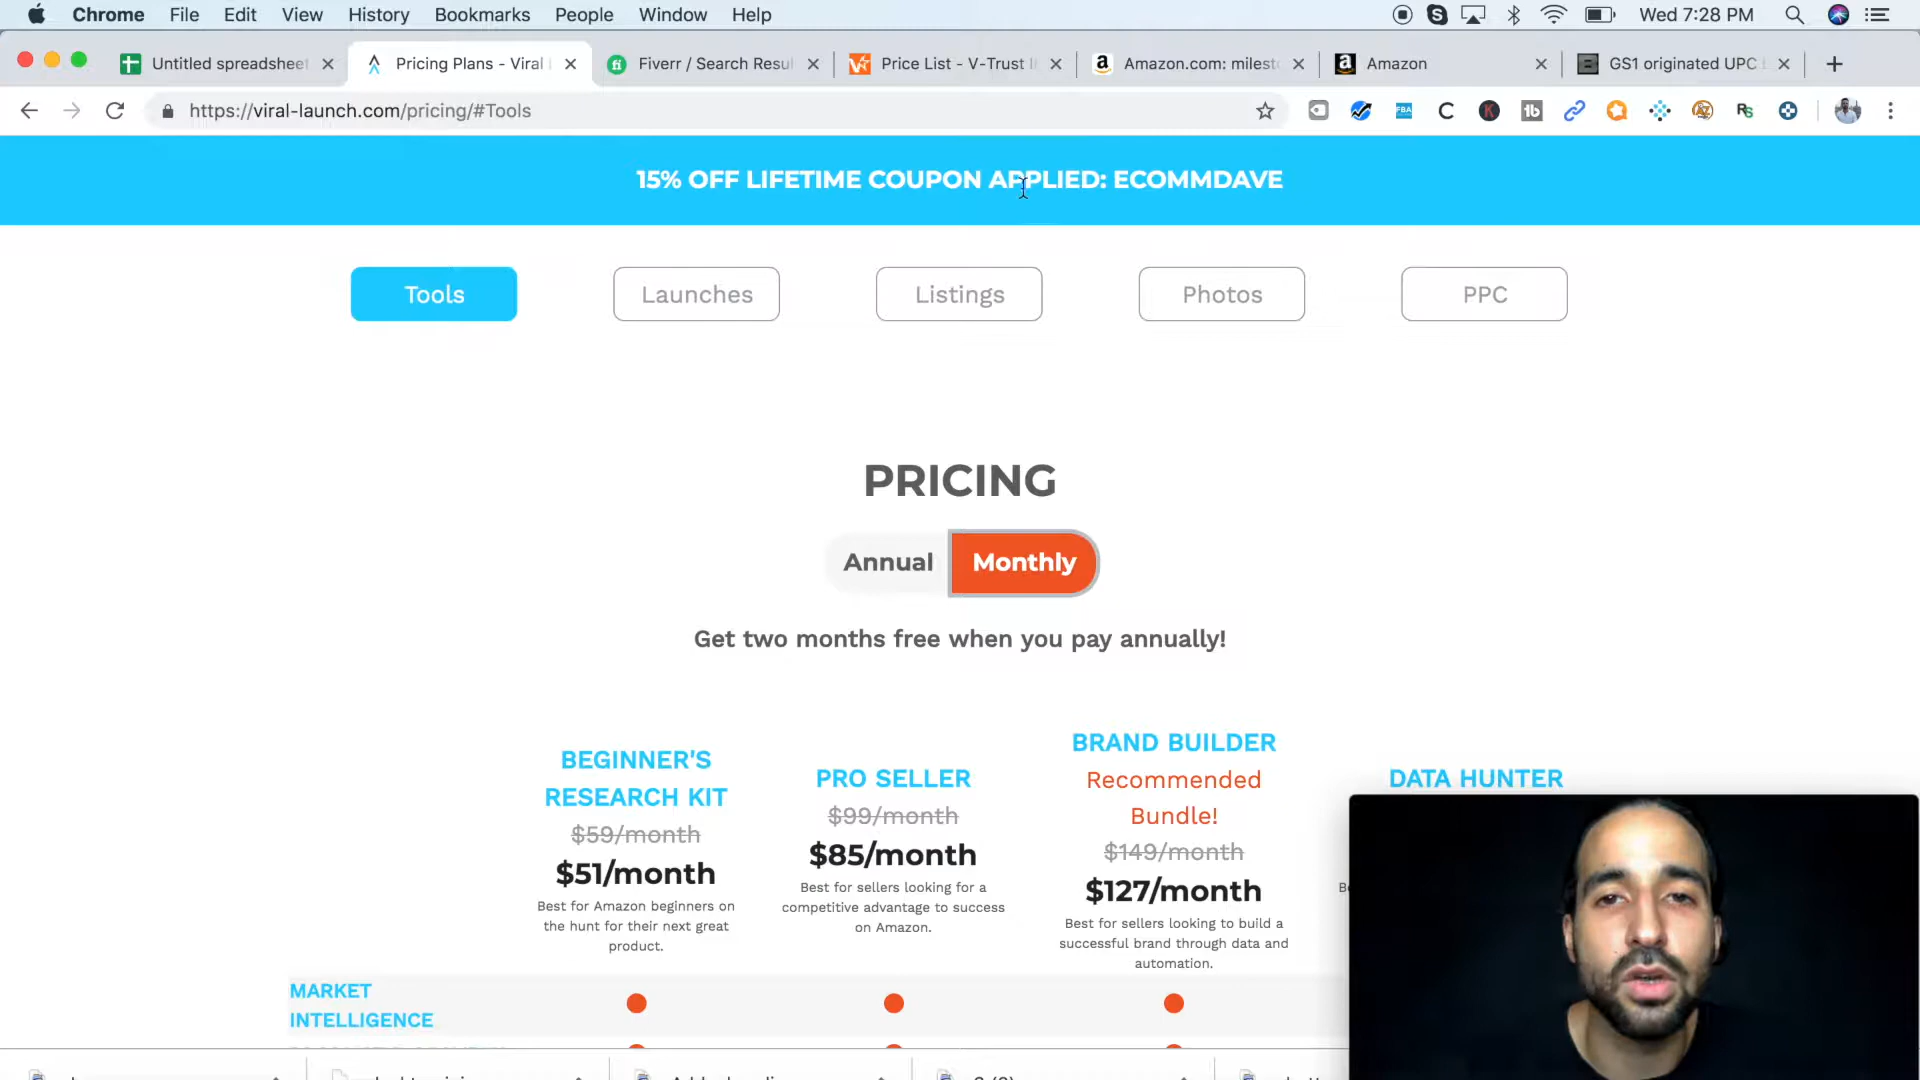 Chrome File Edit View History Bookmarks People Window Help Wed 7:28 PM
Untitled spreadsheet Pricing Plans - Viral Fiverr / Search Resul Price List - V-Trust Amazon.com: milest Amazon GS1 originated UPC
https://viral-launch.com/pricing/#Tools
15% OFF LIFETIME COUPON APPLIED: ECOMMDAVE
Tools Launches Listings Photos PPC
PRICING
Annual Monthly
Get two months free when you pay annually!
BEGINNER'S
RESEARCH KIT
$59/month
$51/month
Best for Amazon beginners on
the hunt for their next great
product.
PRO SELLER
$99/month
$85/month
Best for sellers looking for a
competitive advantage to success
on Amazon.
BRAND BUILDER
Recommended
Bundle!
$149/month
$127/month
Best for sellers looking to build a
successful brand through data and
automation.
DATA HUNTER
MARKET
INTELLIGENCE